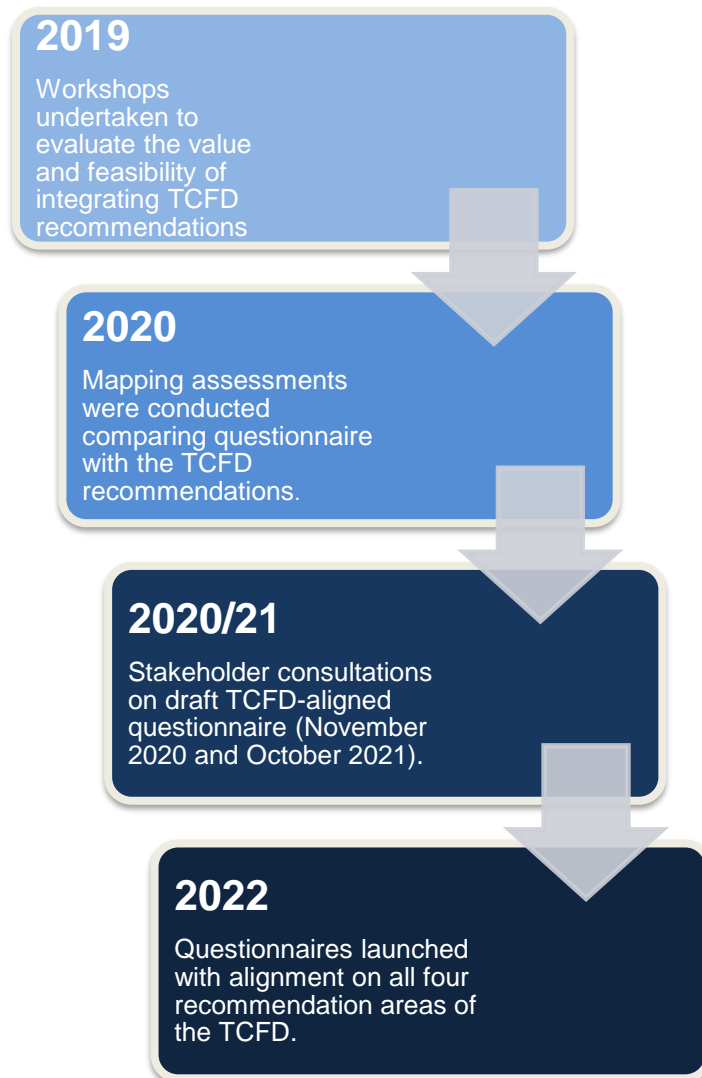 2019
Workshops
undertaken to
evaluate the value
and feasibility of
integrating TCFD
recommendations
2020
Mapping assessments
were conducted
comparing questionnaire
with the TCFD
recommendations.
2020/21
Stakeholder consultations
on draft TCFD-aligned
questionnaire (November
2020 and October 2021).
2022
Questionnaires launched
with alignment on all four
recommendation areas of
the TCFD.